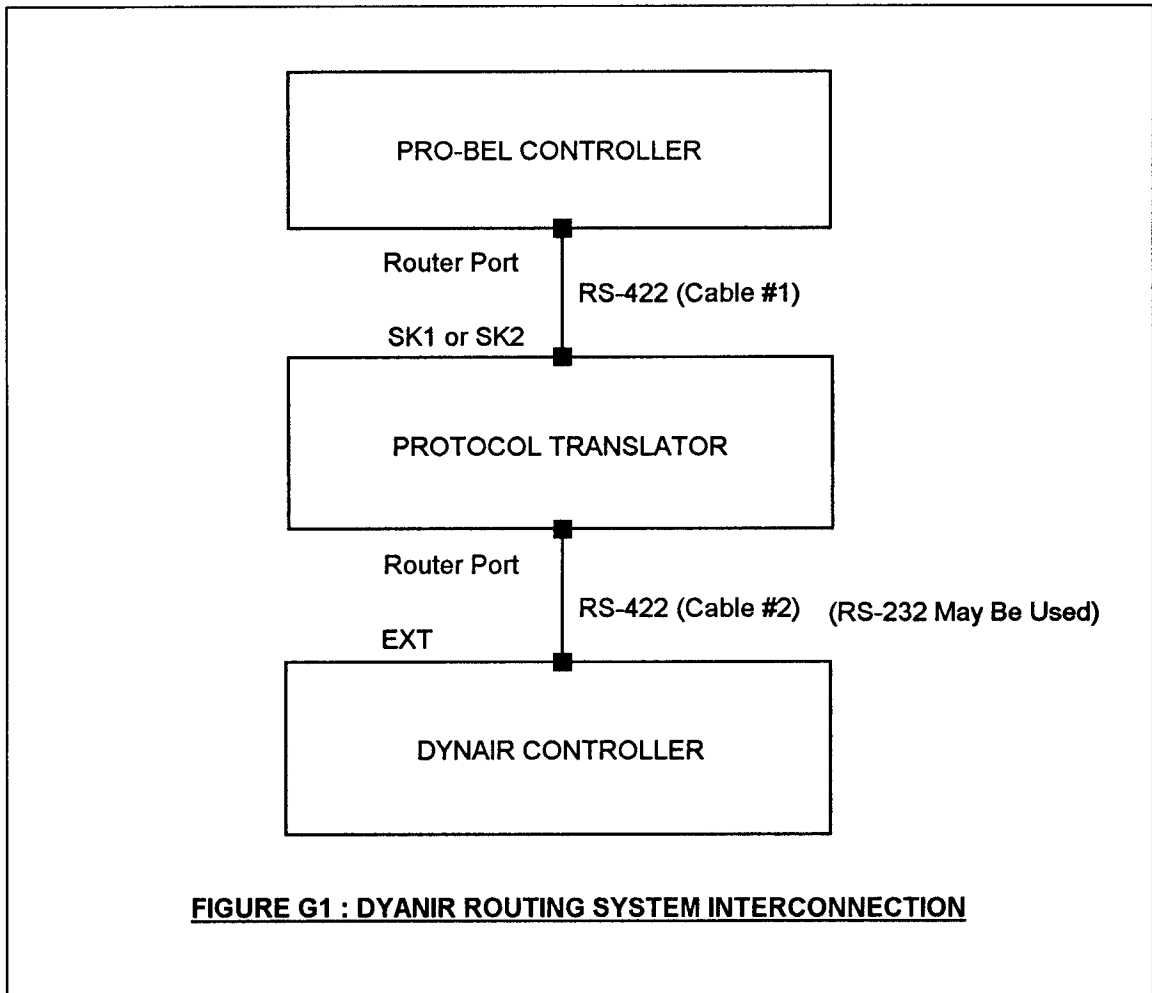 PRO-BEL CONTROLLER
Router Port
RS-422 (Cable #1)
SK1 or SK2
PROTOCOL TRANSLATOR
Router Port
RS-422 (Cable #2) (RS-232 May Be Used)
EXT
DYNAIR CONTROLLER
FIGURE G1 : DYANIR ROUTING SYSTEM INTERCONNECTION